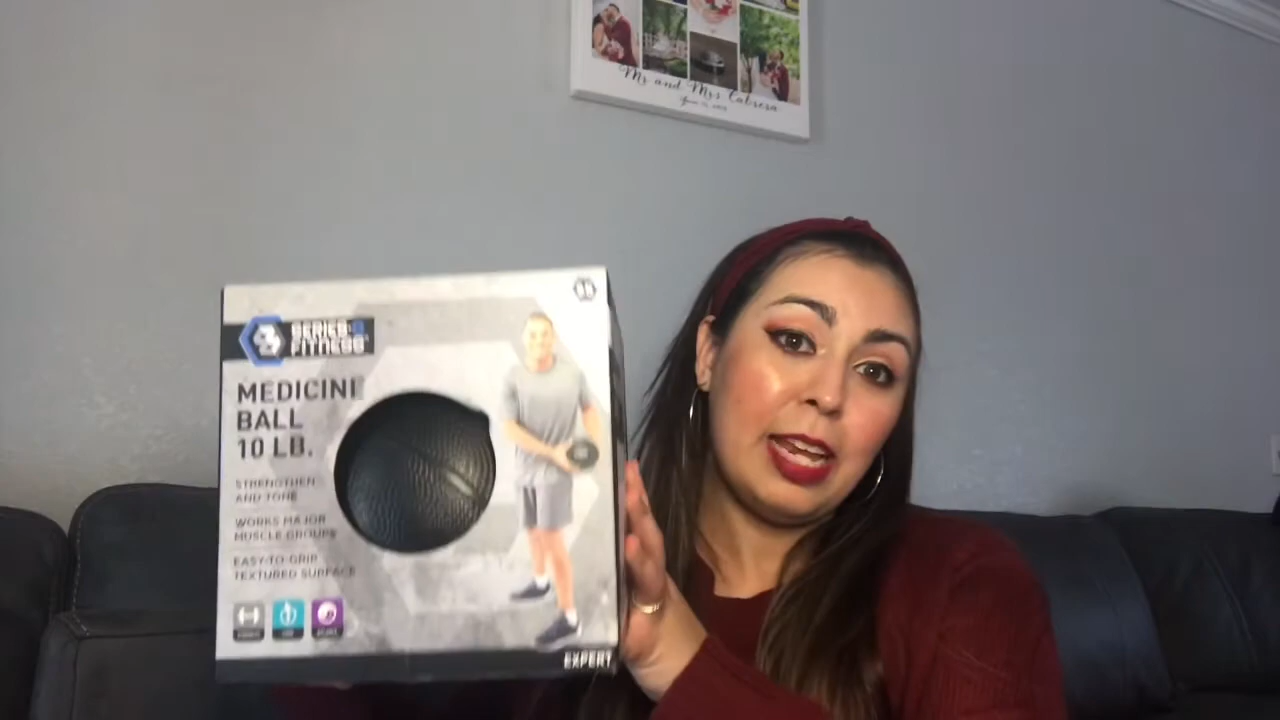 Mr and Mrs Cabrera
SERIES-8
FITNESS
MEDICINE
BALL
10 LB.
STRENGTHEN
AND TONE
WORKS MAJOR
MUSCLE GROUPS
EASY-TO-GRIP
TEXTURED SURFACE
EXPERT